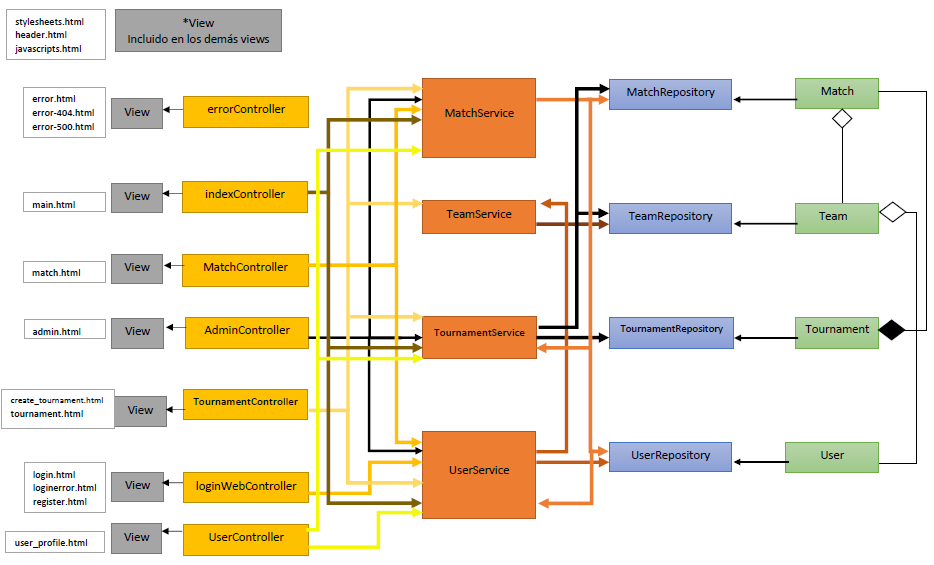 stylesheets.html
header.html
javascripts.html
*View
Incluido en los demás views
error.html
error-404.html
error-500.html
View
errorController
MatchService
MatchRepository
Match
main.html
View
indexController
TeamService
TeamRepository
Team
match.html
View
MatchController
admin.html
View
AdminController
TournamentService
TournamentRepository
Tournament
create_tournament.html
tournament.html
View
TournamentController
login.html
loginerror.html
register.html
View
loginWebController
UserService
UserRepository
User
user_profile.html
View
UserController